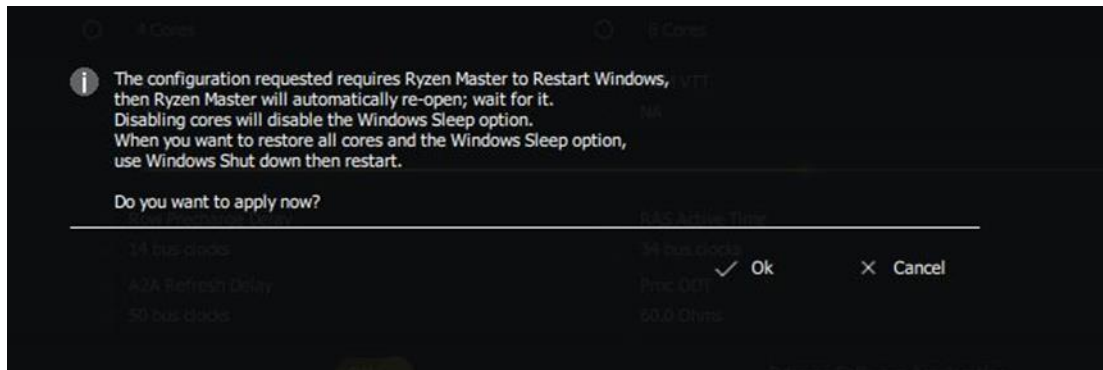 4 Cores
8 Cores
The configuration requested requires Ryzen Master to Restart Windows,
then Ryzen Master will automatically re-open; wait for it.
Disabling cores will disable the Windows Sleep option.
When you want to restore all cores and the Windows Sleep option,
use Windows Shut down then restart.
Do you want to apply now?
VTT
NA
Row Precharge Delay
RAS Active Time
14 bus clocks
34 bus clocks
Ok
Cancel
A2A Refresh Delay
Proc ODT
50 bus clocks
60.0 Ohms